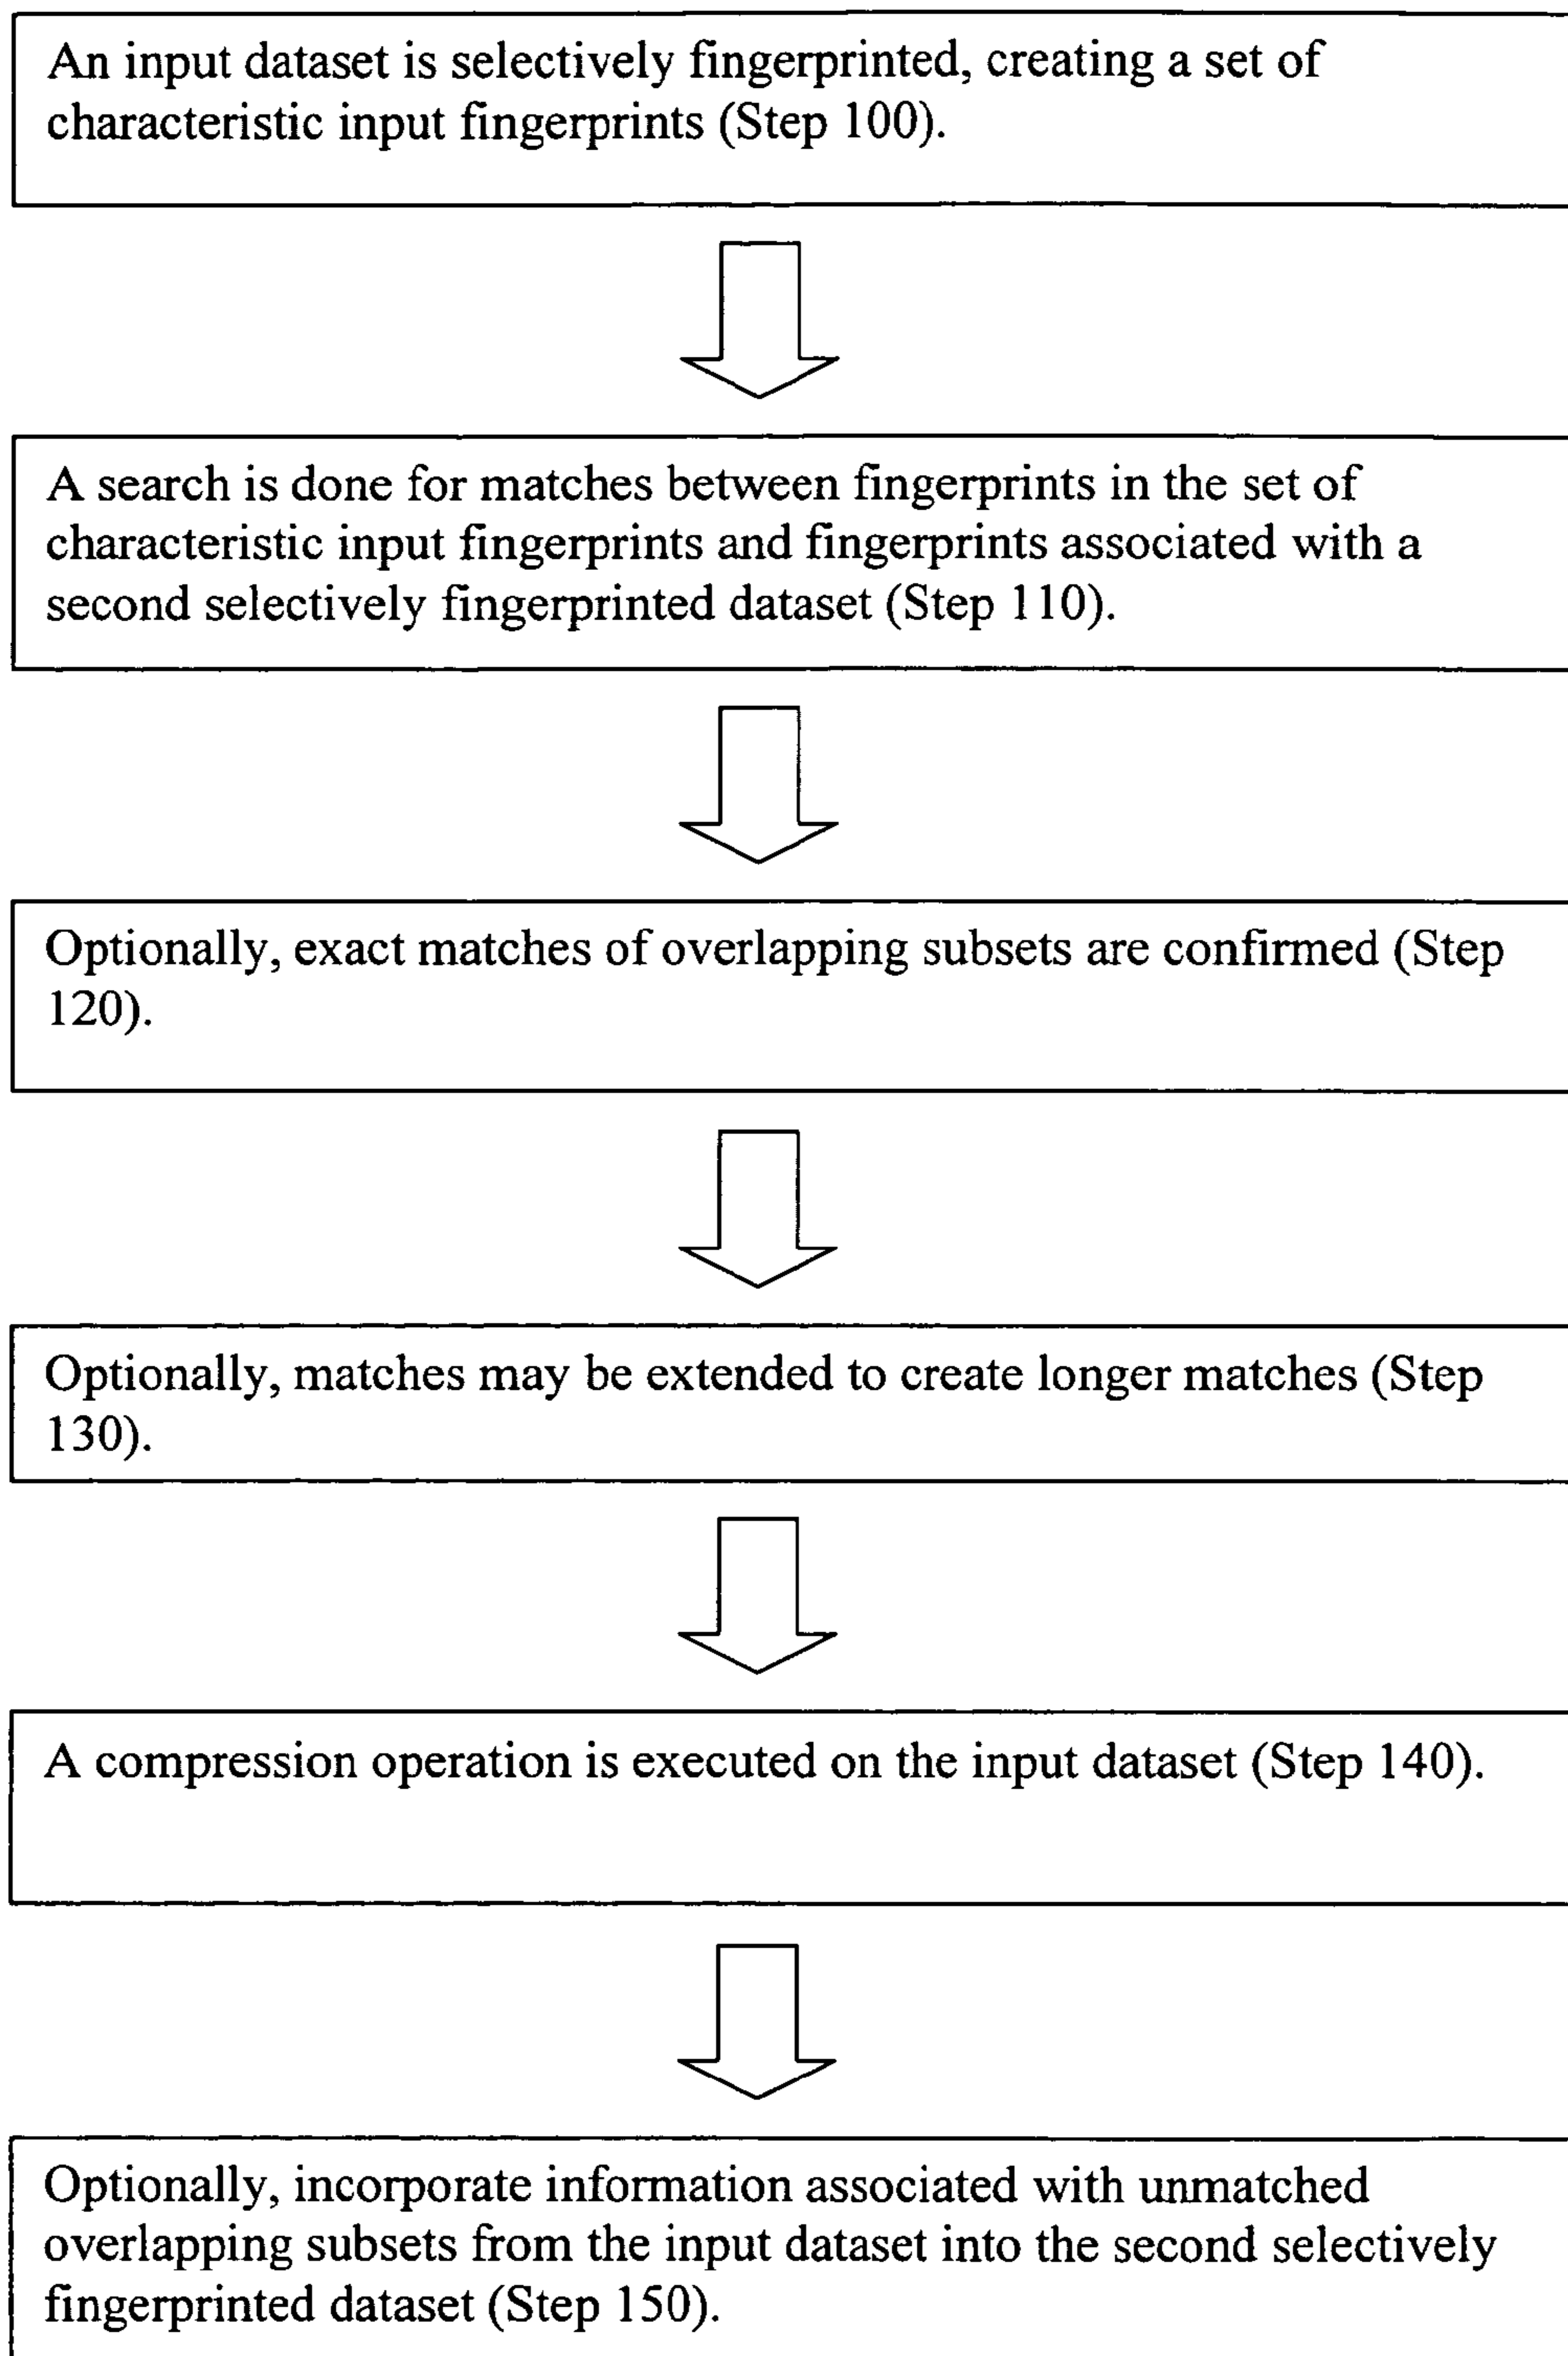 An input dataset is selectively fingerprinted, creating a set of
characteristic input fingerprints (Step 100).
A search is done for matches between fingerprints in the set of
characteristic input fingerprints and fingerprints associated with a
second selectively fingerprinted dataset (Step 110).
Optionally, exact matches of overlapping subsets are confirmed (Step
120).
Optionally, matches may be extended to create longer matches (Step
130).
A compression operation is executed on the input dataset (Step 140).
Optionally, incorporate information associated with unmatched
overlapping subsets from the input dataset into the second selectively
fingerprinted dataset (Step 150).